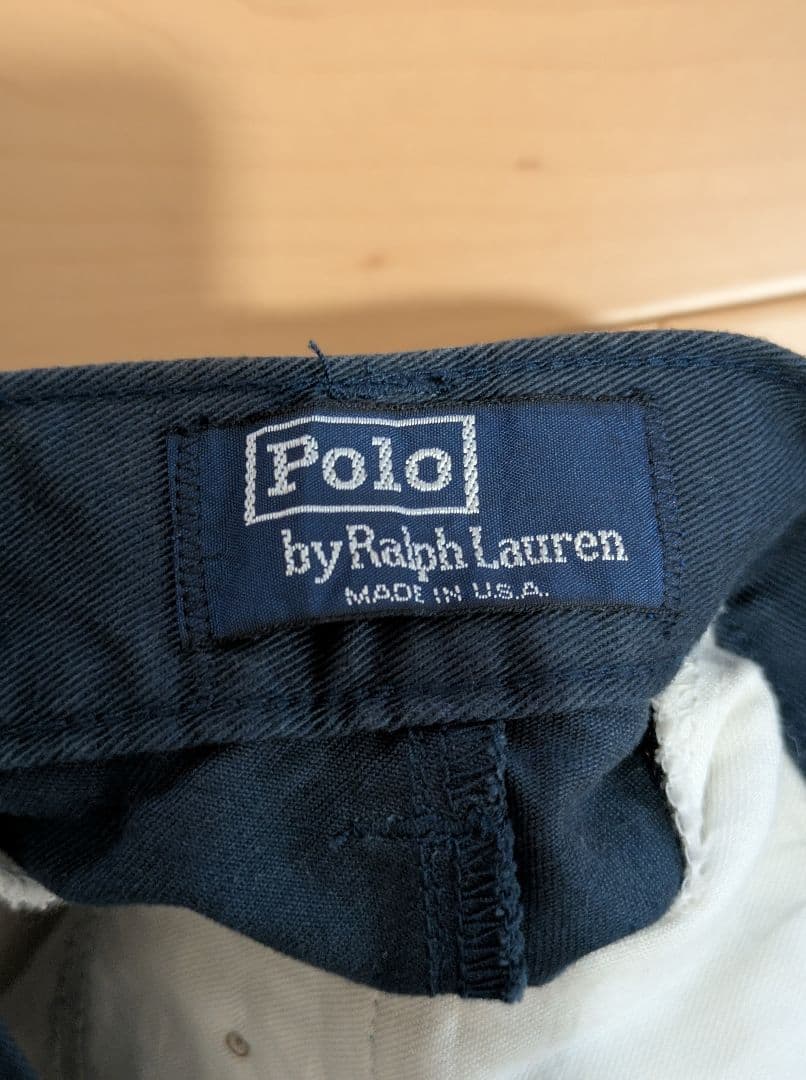 Polo
by Ralph Lauren
MADE IN U.S.A.